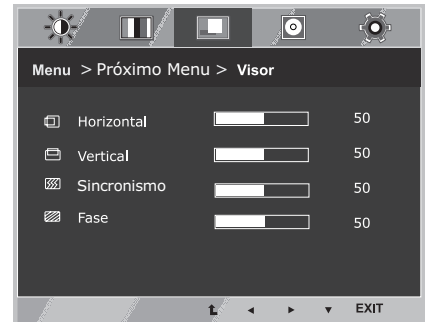 Menu > Próximo Menu > Visor
Horizontal 50
Vertical 50
Sincronismo 50
Fase 50
EXIT